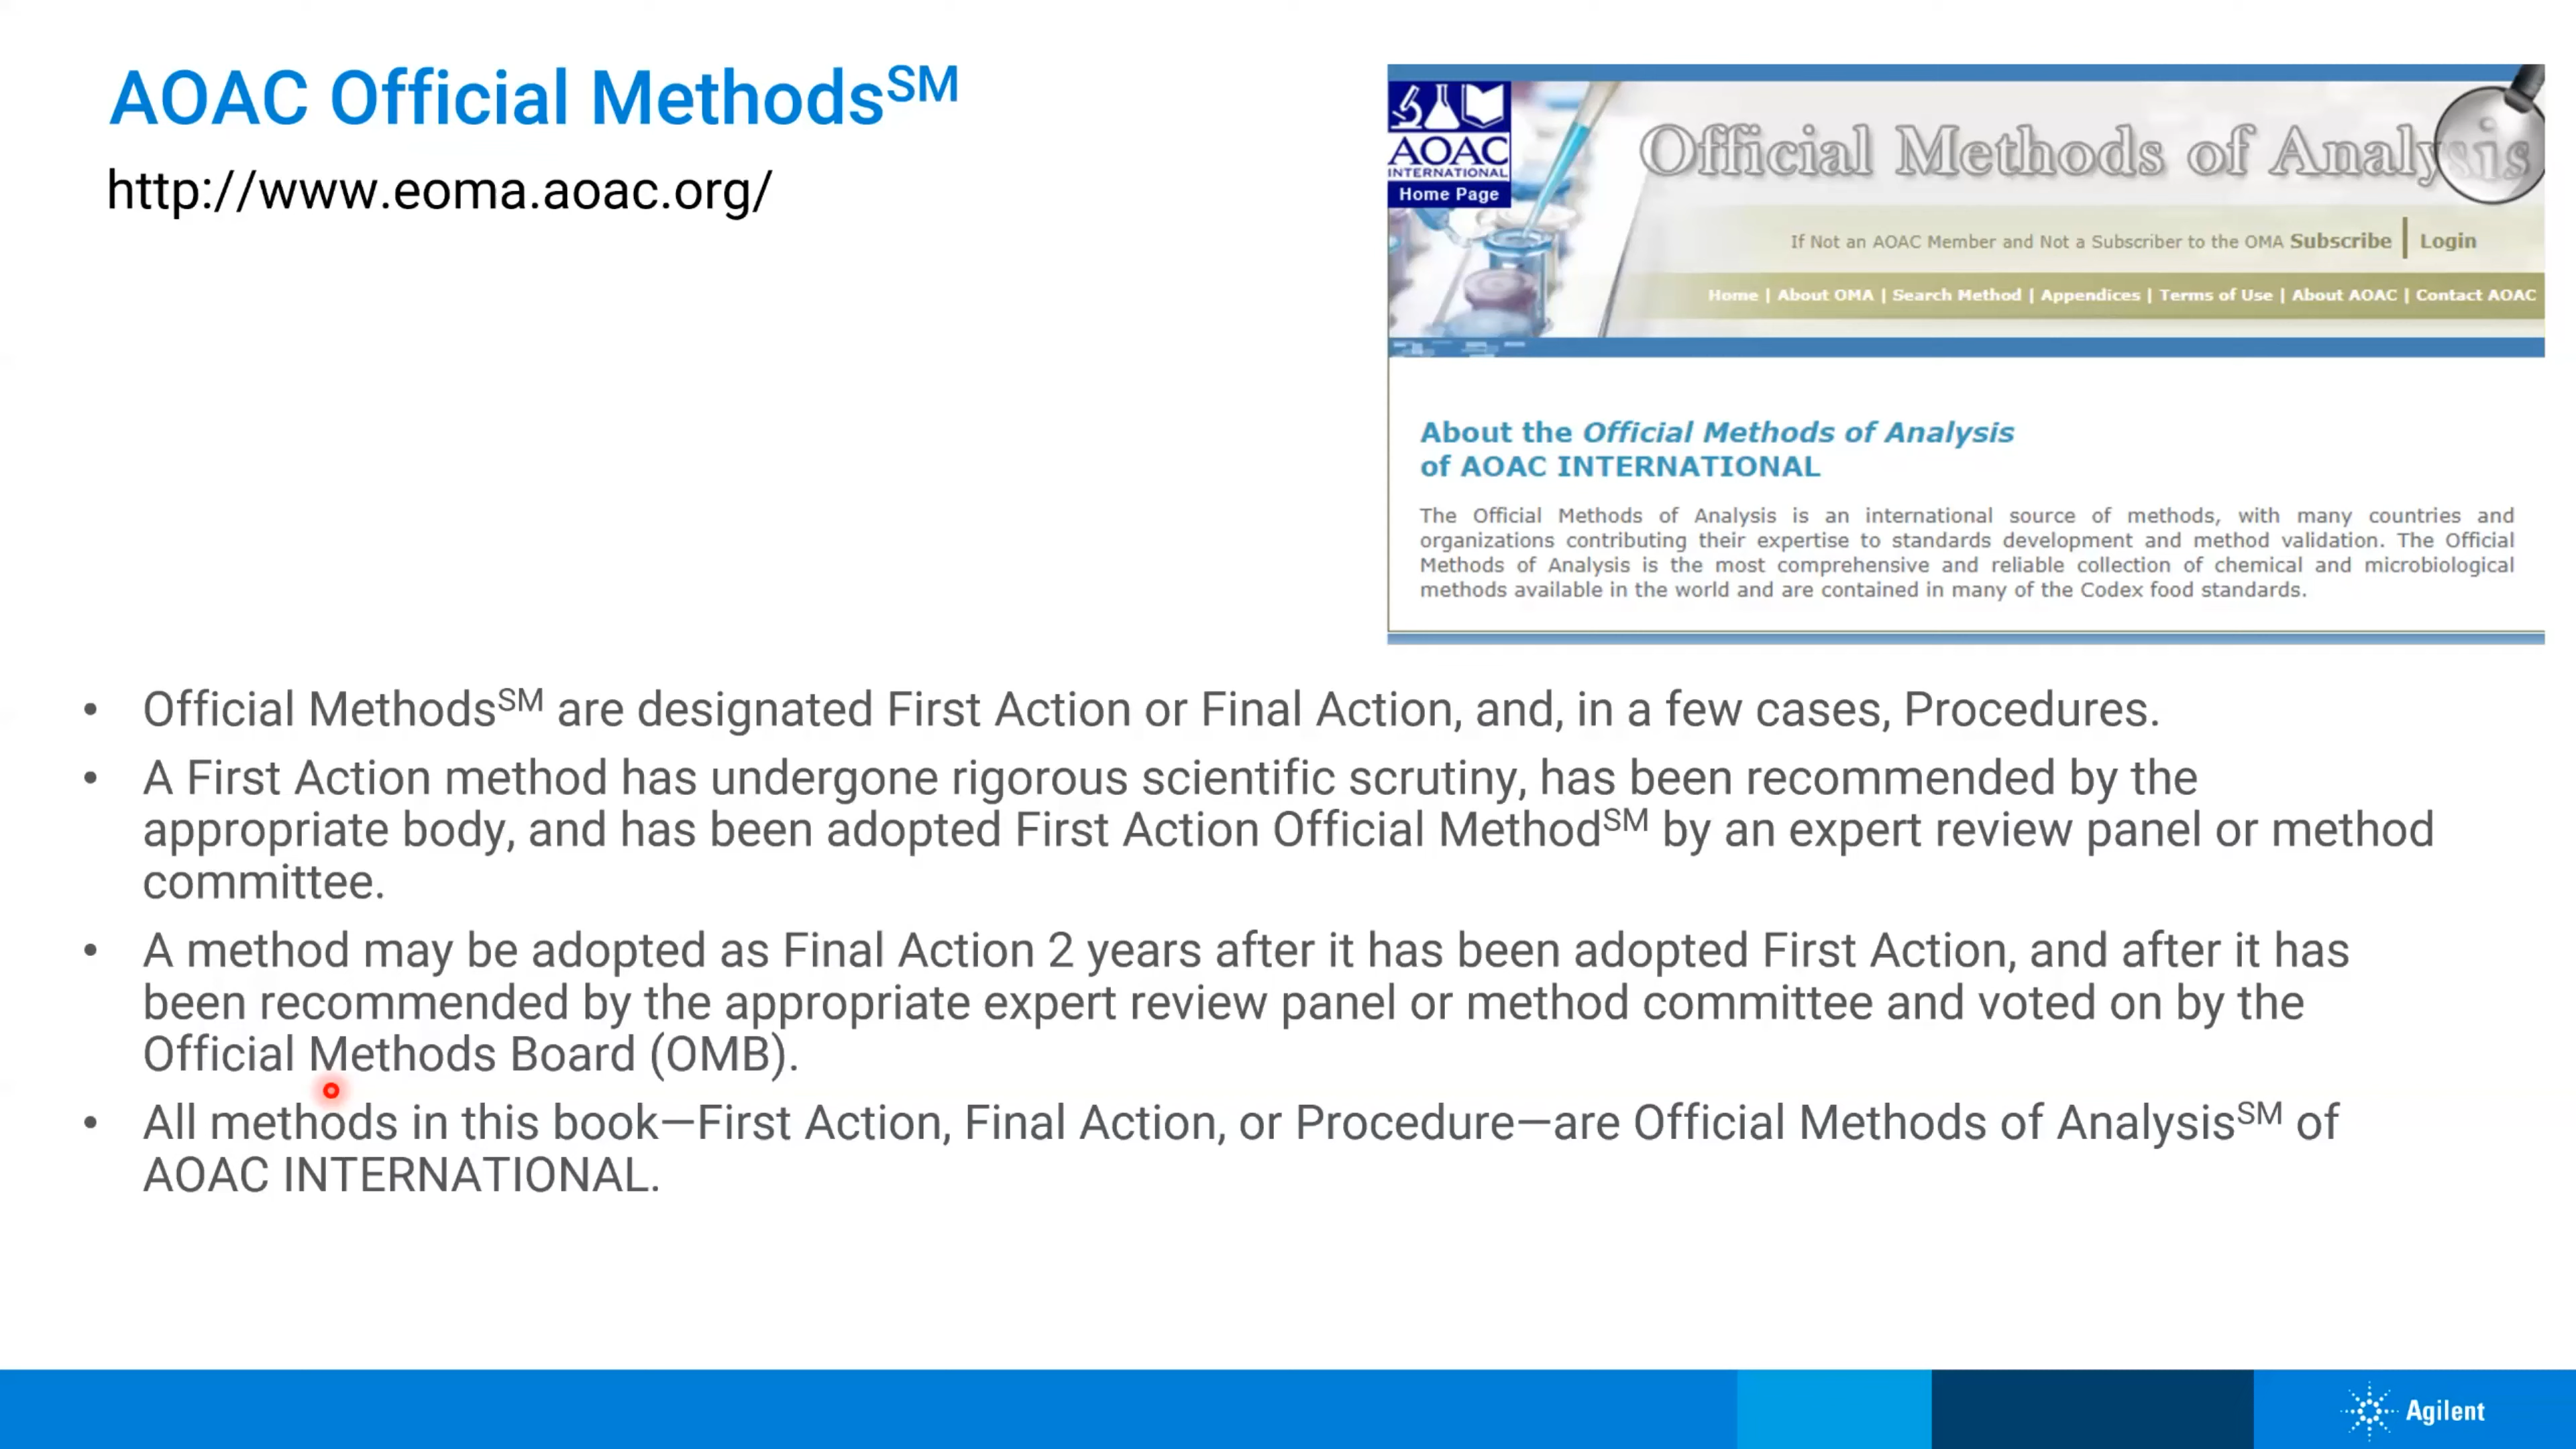 AOAC Official MethodsSM
http://www.eoma.aoac.org/
AOAC
INTERNATIONAL
Home Page
Official Methods of Analysis
If Not an AOAC Member and Not a Subscriber to the OMA Subscribe | Login
Home | About OMA | Search Method | Appendices | Terms of Use | About AOAC | Contact AOAC
About the Official Methods of Analysis
of AOAC INTERNATIONAL
The Official Methods of Analysis is an international source of methods, with many countries and
organizations contributing their expertise to standards development and method validation. The Official
Methods of Analysis is the most comprehensive and reliable collection of chemical and microbiological
methods available in the world and are contained in many of the Codex food standards.
• Official MethodsSM are designated First Action or Final Action, and, in a few cases, Procedures.
• A First Action method has undergone rigorous scientific scrutiny, has been recommended by the
appropriate body, and has been adopted First Action Official MethodSM by an expert review panel or method
committee.
• A method may be adopted as Final Action 2 years after it has been adopted First Action, and after it has
been recommended by the appropriate expert review panel or method committee and voted on by the
Official Methods Board (OMB).
• All methods in this book—First Action, Final Action, or Procedure—are Official Methods of AnalysisSM of
AOAC INTERNATIONAL.
Agilent